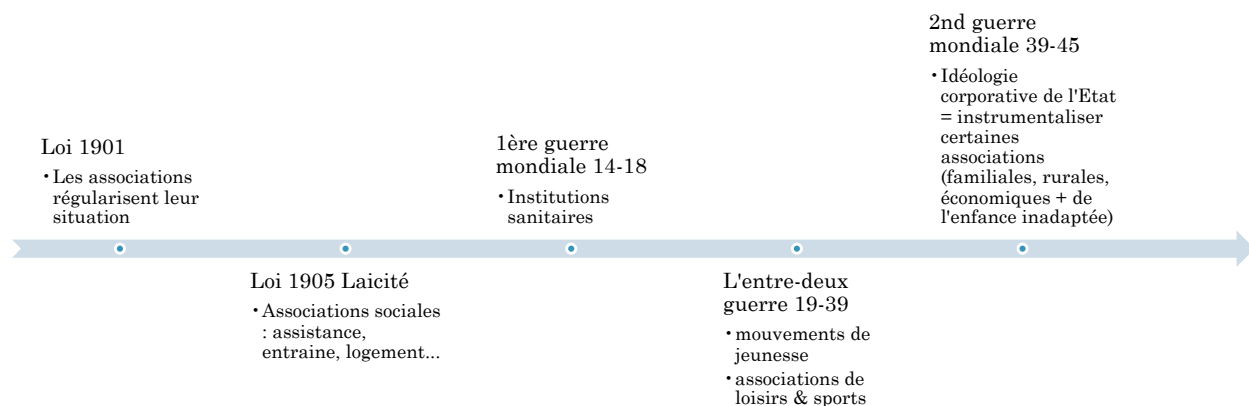 Loi 1901
• Les associations
régularisent leur
situation
Loi 1905 Laicité
• Associations sociales
: assistance,
entraine, logement...
1ère guerre
mondiale 14-18
• Institutions
sanitaires
L'entre-deux
guerre 19-39
• mouvements de
jeunesse
• associations de
loisirs & sports
2nd guerre
mondiale 39-45
• Idéologie
corporative de l'Etat
= instrumentaliser
certaines
associations
(familiales, rurales,
économiques + de
l'enfance inadaptée)